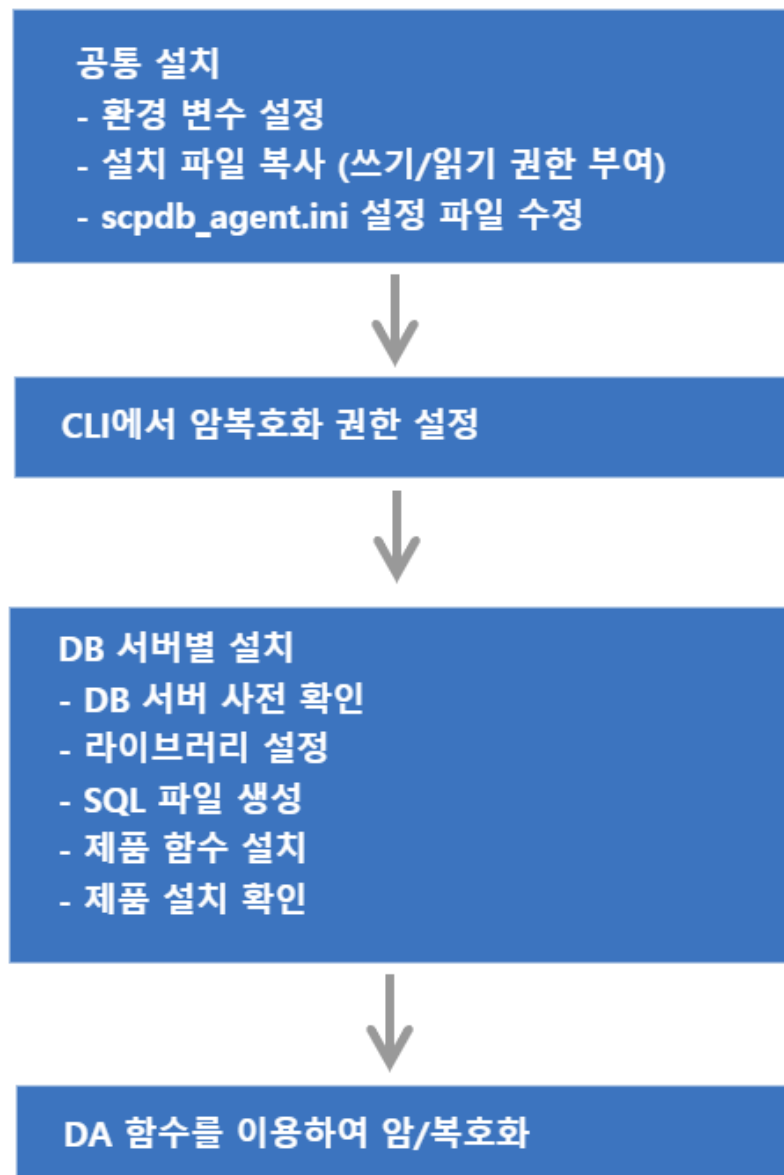 공통 설치
- 환경 변수 설정
- 설치 파일 복사 (쓰기/읽기 권한 부여)
- scpdb_agent.ini 설정 파일 수정
CLI에서 암복호화 권한 설정
DB 서버별 설치
- DB 서버 사전 확인
- 라이브러리 설정
- SQL 파일 생성
- 제품 함수 설치
- 제품 설치 확인
DA 함수를 이용하여 암/복호화